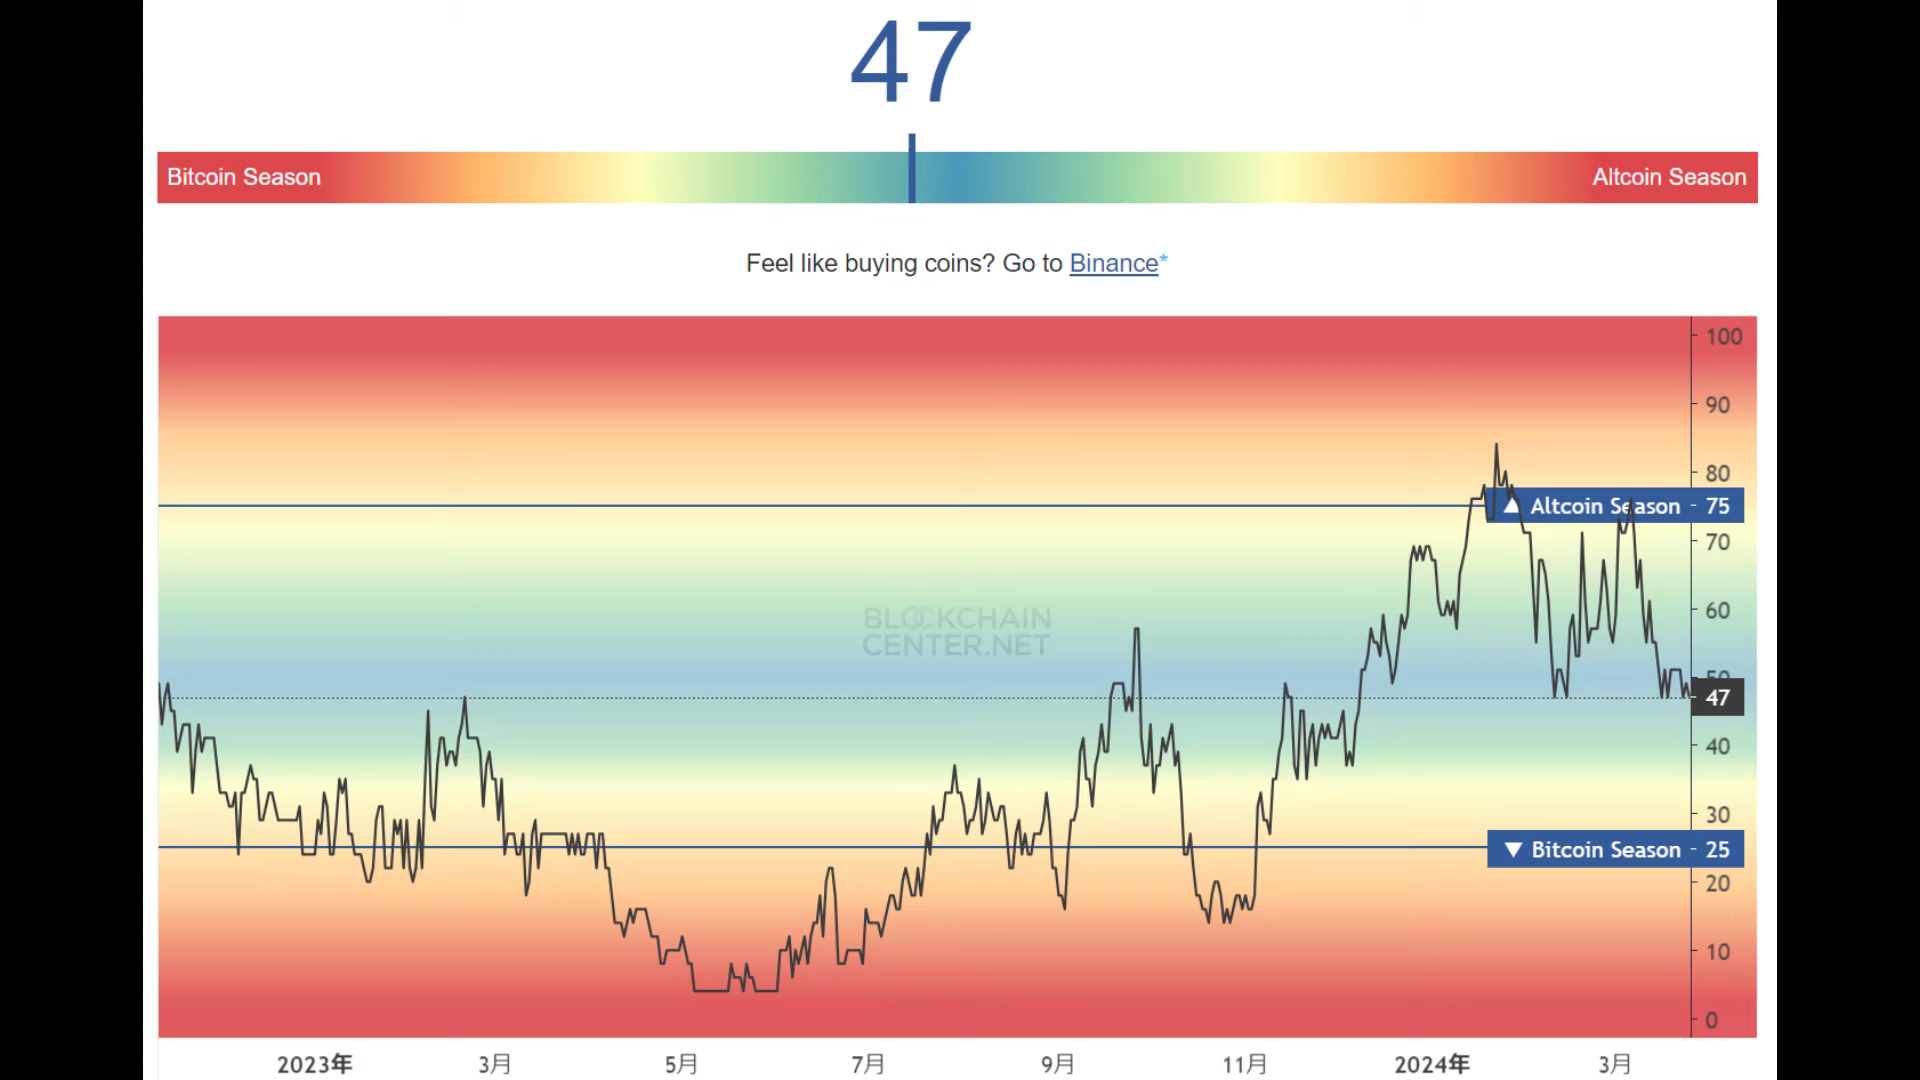 47
Bitcoin Season
Altcoin Season
Feel like buying coins? Go to Binance*
100
90
80
Altcoin Season - 75
70
60
BLOCKCHAIN
CENTER.NET
50
47
40
30
Bitcoin Season - 25
20
10
0
2023年 3月 5月 7月 9月 11月 2024年 3月